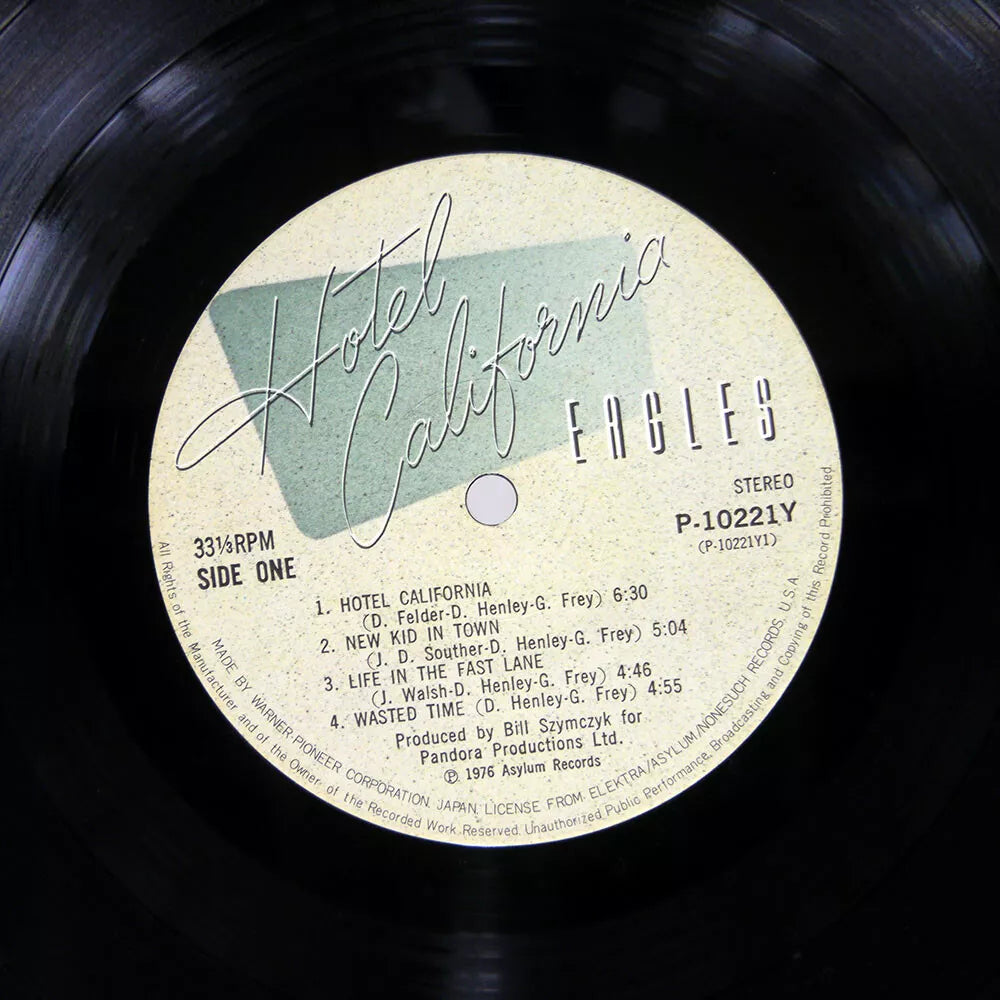 Hotel
California
EAGLES
STEREO
P-10221Y
(P-10221Y1)
33⅓RPM
SIDE ONE
1. HOTEL CALIFORNIA
(D. Felder-D. Henley-G. Frey) 6:30
2. NEW KID IN TOWN
(J. D. Souther-D. Henley-G. Frey) 5:04
3. LIFE IN THE FAST LANE
(J. Walsh-D. Henley-G. Frey) 4:46
4. WASTED TIME (D. Henley-G. Frey) 4:55
Produced by Bill Szymczyk for
Pandora Productions Ltd.
℗ 1976 Asylum Records
MADE BY WARNER-PIONEER CORPORATION, JAPAN, LICENSE FROM ELEKTRA/ASYLUM/NONESUCH RECORDS, U.S.A.
All Rights of the Manufacturer and of the Owner of the Recorded Work Reserved. Unauthorized Public Performance, Broadcasting and Copying of this Record Prohibited